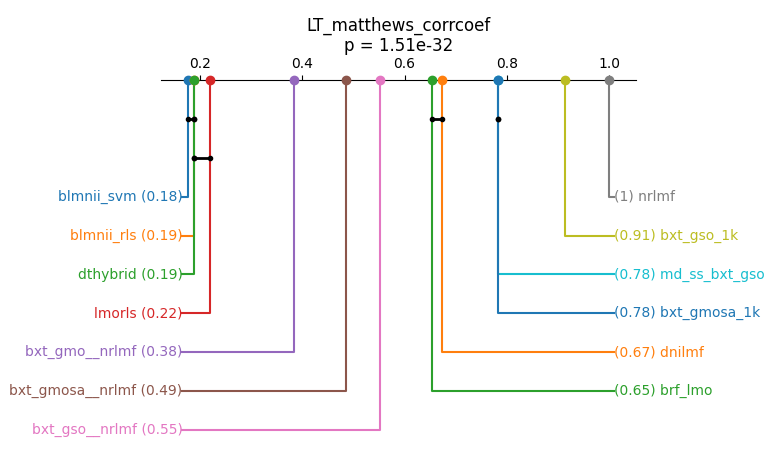 LT_matthews_corrcoef
p = 1.51e-32
0.2 0.4 0.6 0.8 1.0
blmnii_svm (0.18) (1) nrlmf
blmnii_rls (0.19) (0.91) bxt_gso_1k
dthybrid (0.19) (0.78) md_ss_bxt_gso
lmorls (0.22) (0.78) bxt_gmosa_1k
bxt_gmo__nrlmf (0.38) (0.67) dnilmf
bxt_gmosa__nrlmf (0.49) (0.65) brf_lmo
bxt_gso__nrlmf (0.55)